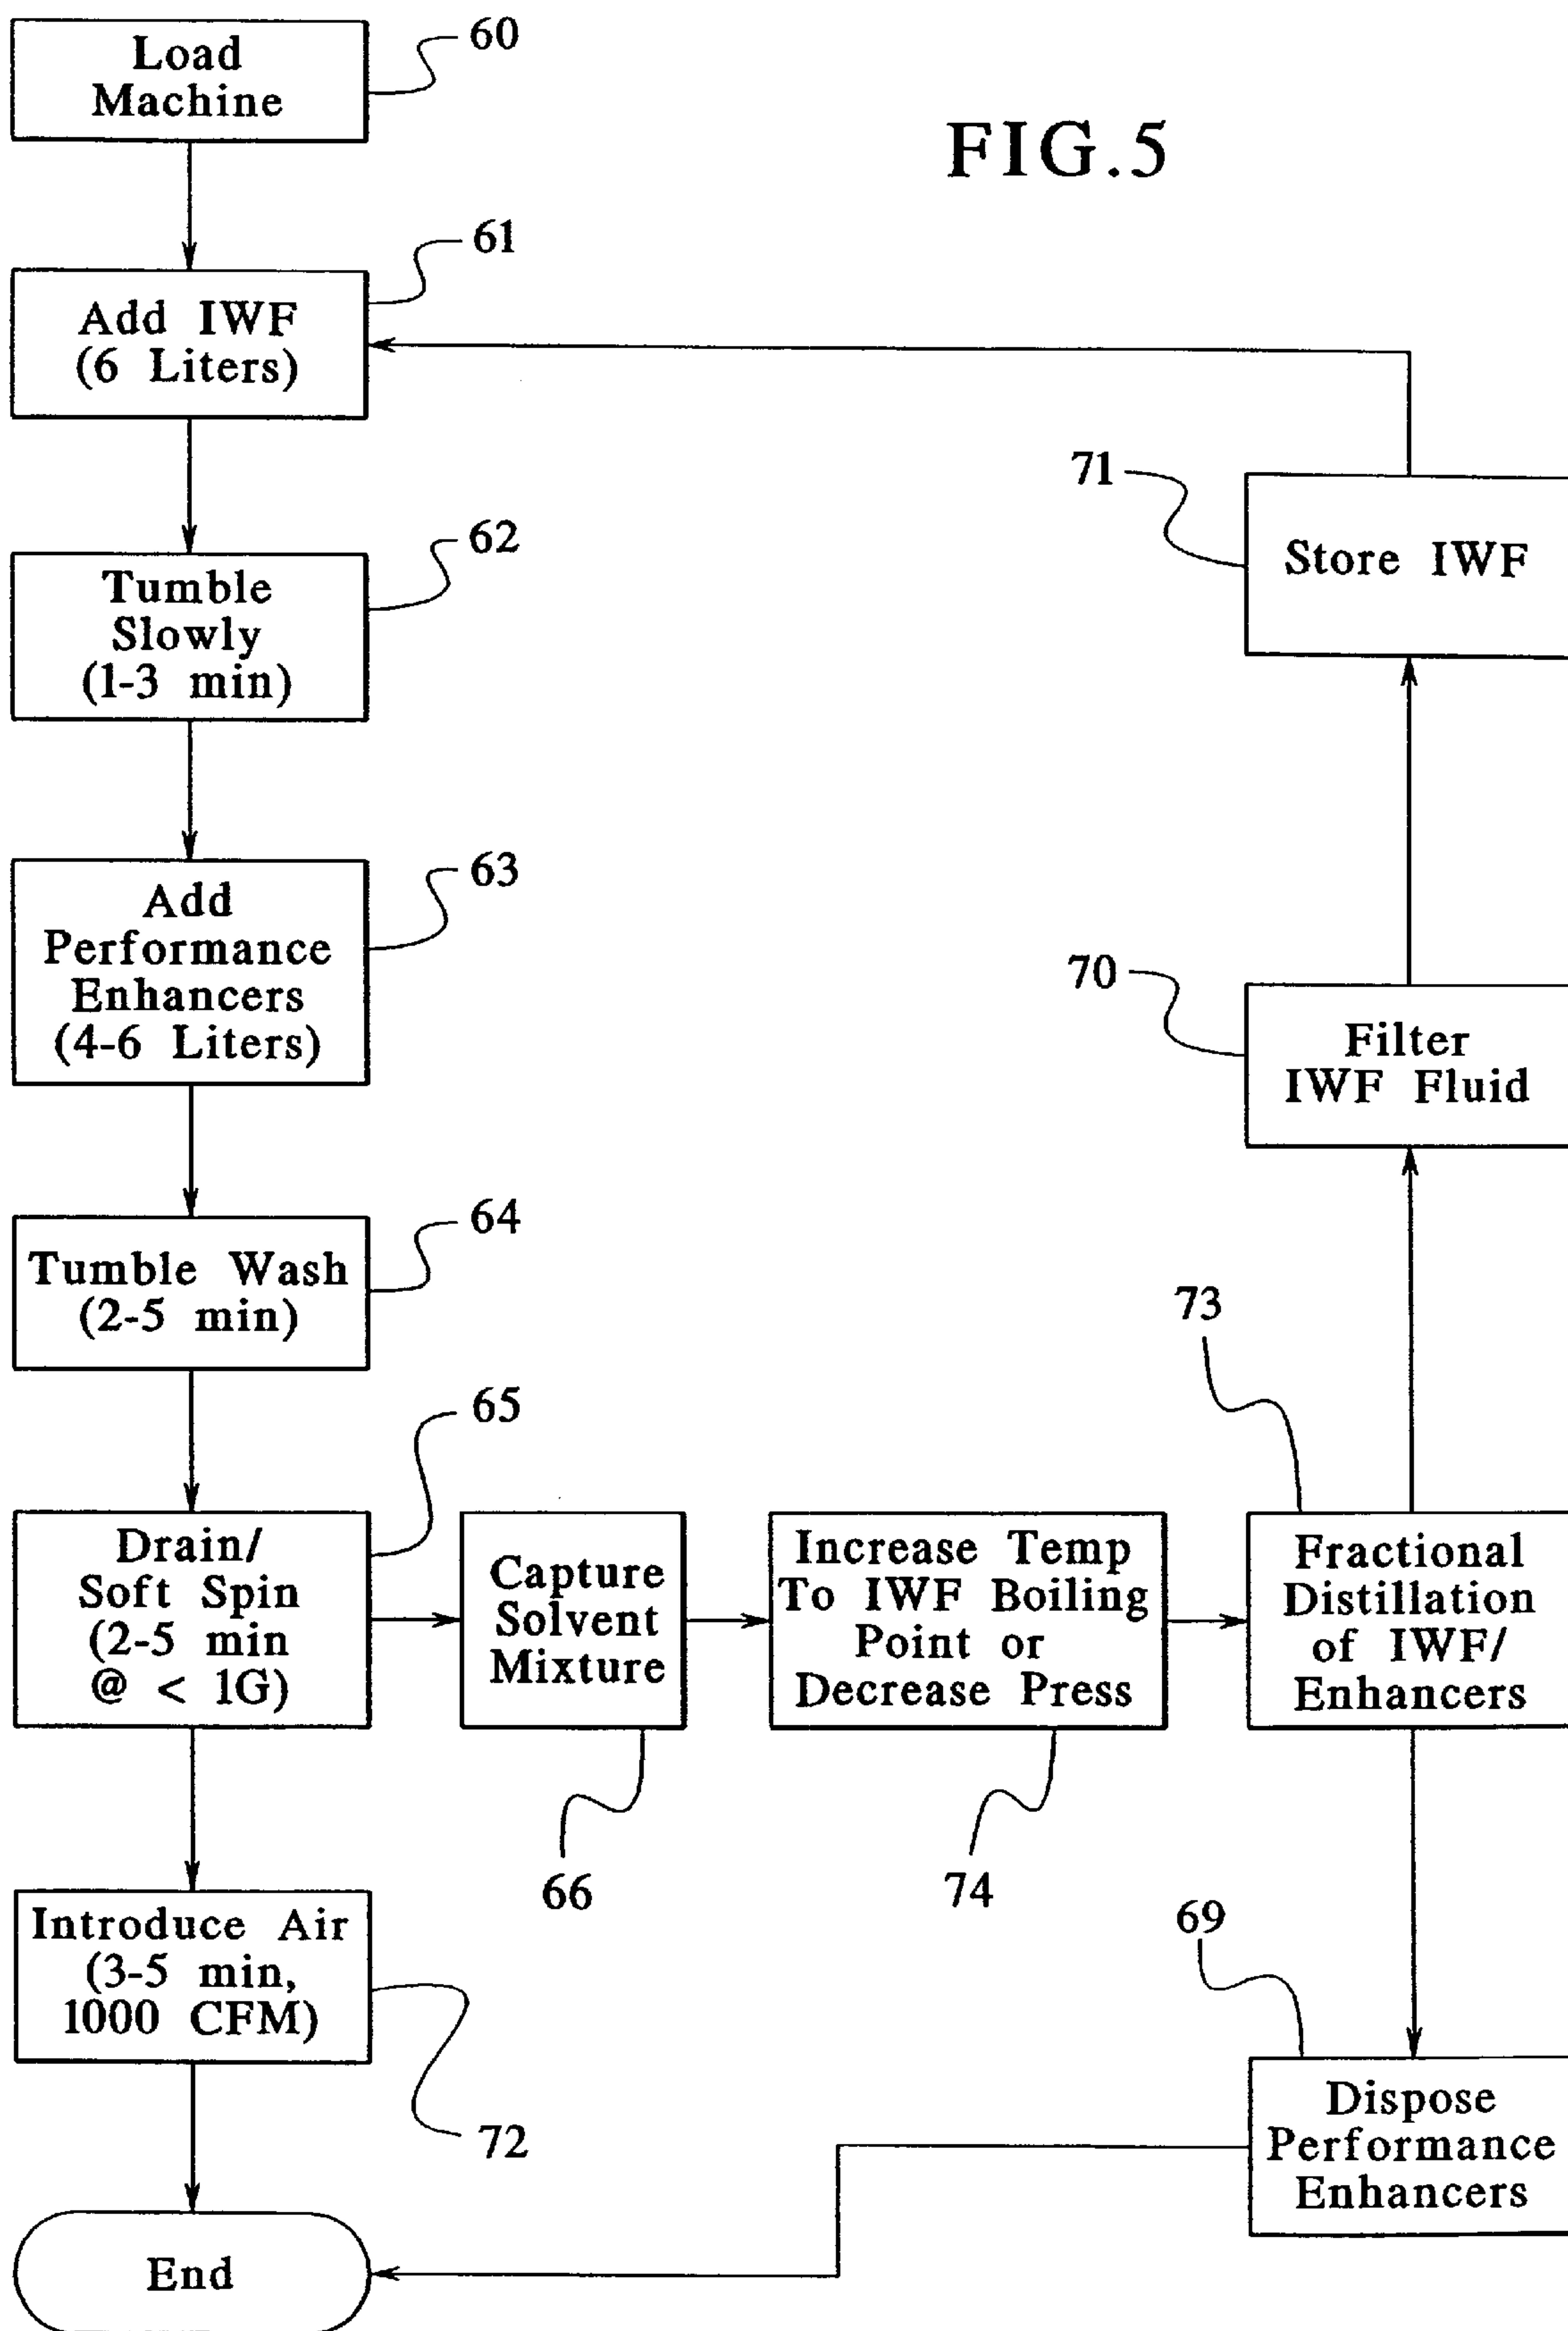 FIG.5
Load
Machine
60
Add IWF
(6 Liters)
61
Tumble
Slowly
(1-3 min)
62
Add
Performance
Enhancers
(4-6 Liters)
63
Tumble Wash
(2-5 min)
64
Drain/
Soft Spin
(2-5 min
@ < 1G)
65
Capture
Solvent
Mixture
66
Increase Temp
To IWF Boiling
Point or
Decrease Press
74
Fractional
Distillation
of IWF/
Enhancers
73
Filter
IWF Fluid
70
Store IWF
71
Dispose
Performance
Enhancers
69
Introduce Air
(3-5 min,
1000 CFM)
72
End